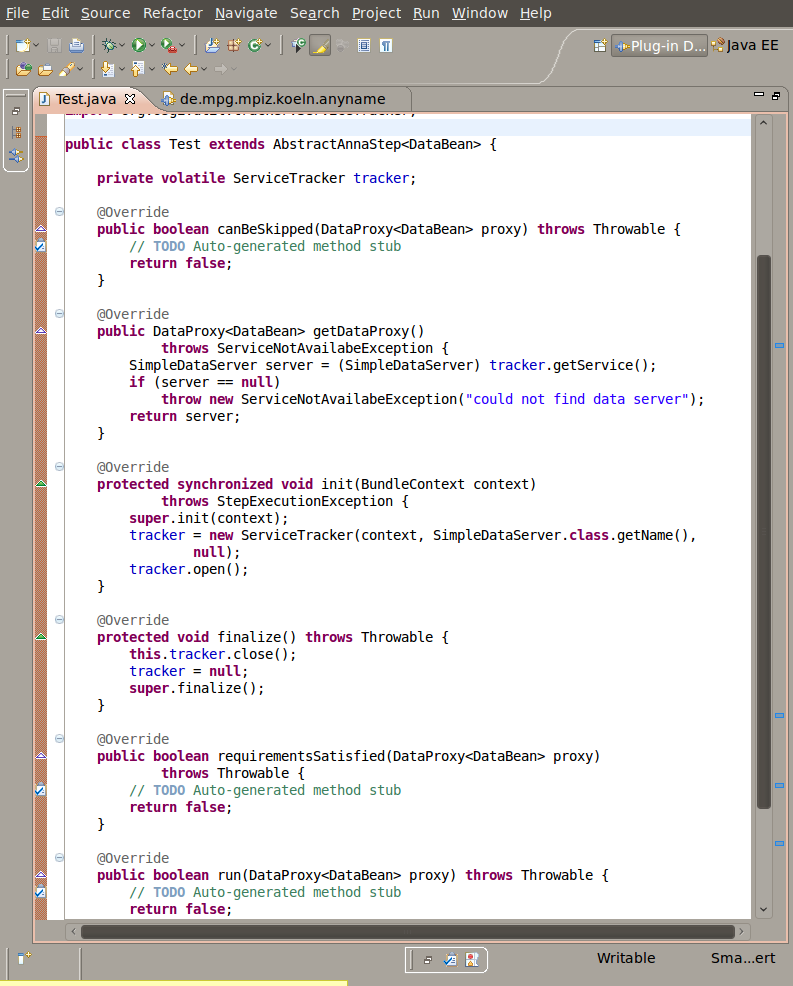 File Edit Source Refactor Navigate Search Project Run Window Help
Plug-in D... Java EE
Test.java de.mpg.mpiz.koeln.anyname
public class Test extends AbstractAnnaStep<DataBean> {
private volatile ServiceTracker tracker;
@Override
public boolean canBeSkipped(DataProxy<DataBean> proxy) throws Throwable {
// TODO Auto-generated method stub
return false;
}
@Override
public DataProxy<DataBean> getDataProxy()
throws ServiceNotAvailabeException {
SimpleDataServer server = (SimpleDataServer) tracker.getService();
if (server == null)
throw new ServiceNotAvailabeException("could not find data server");
return server;
}
@Override
protected synchronized void init(BundleContext context)
throws StepExecutionException {
super.init(context);
tracker = new ServiceTracker(context, SimpleDataServer.class.getName(),
null);
tracker.open();
}
@Override
protected void finalize() throws Throwable {
this.tracker.close();
tracker = null;
super.finalize();
}
@Override
public boolean requirementsSatisfied(DataProxy<DataBean> proxy)
throws Throwable {
// TODO Auto-generated method stub
return false;
}
@Override
public boolean run(DataProxy<DataBean> proxy) throws Throwable {
// TODO Auto-generated method stub
return false;
Writable Sma...ert